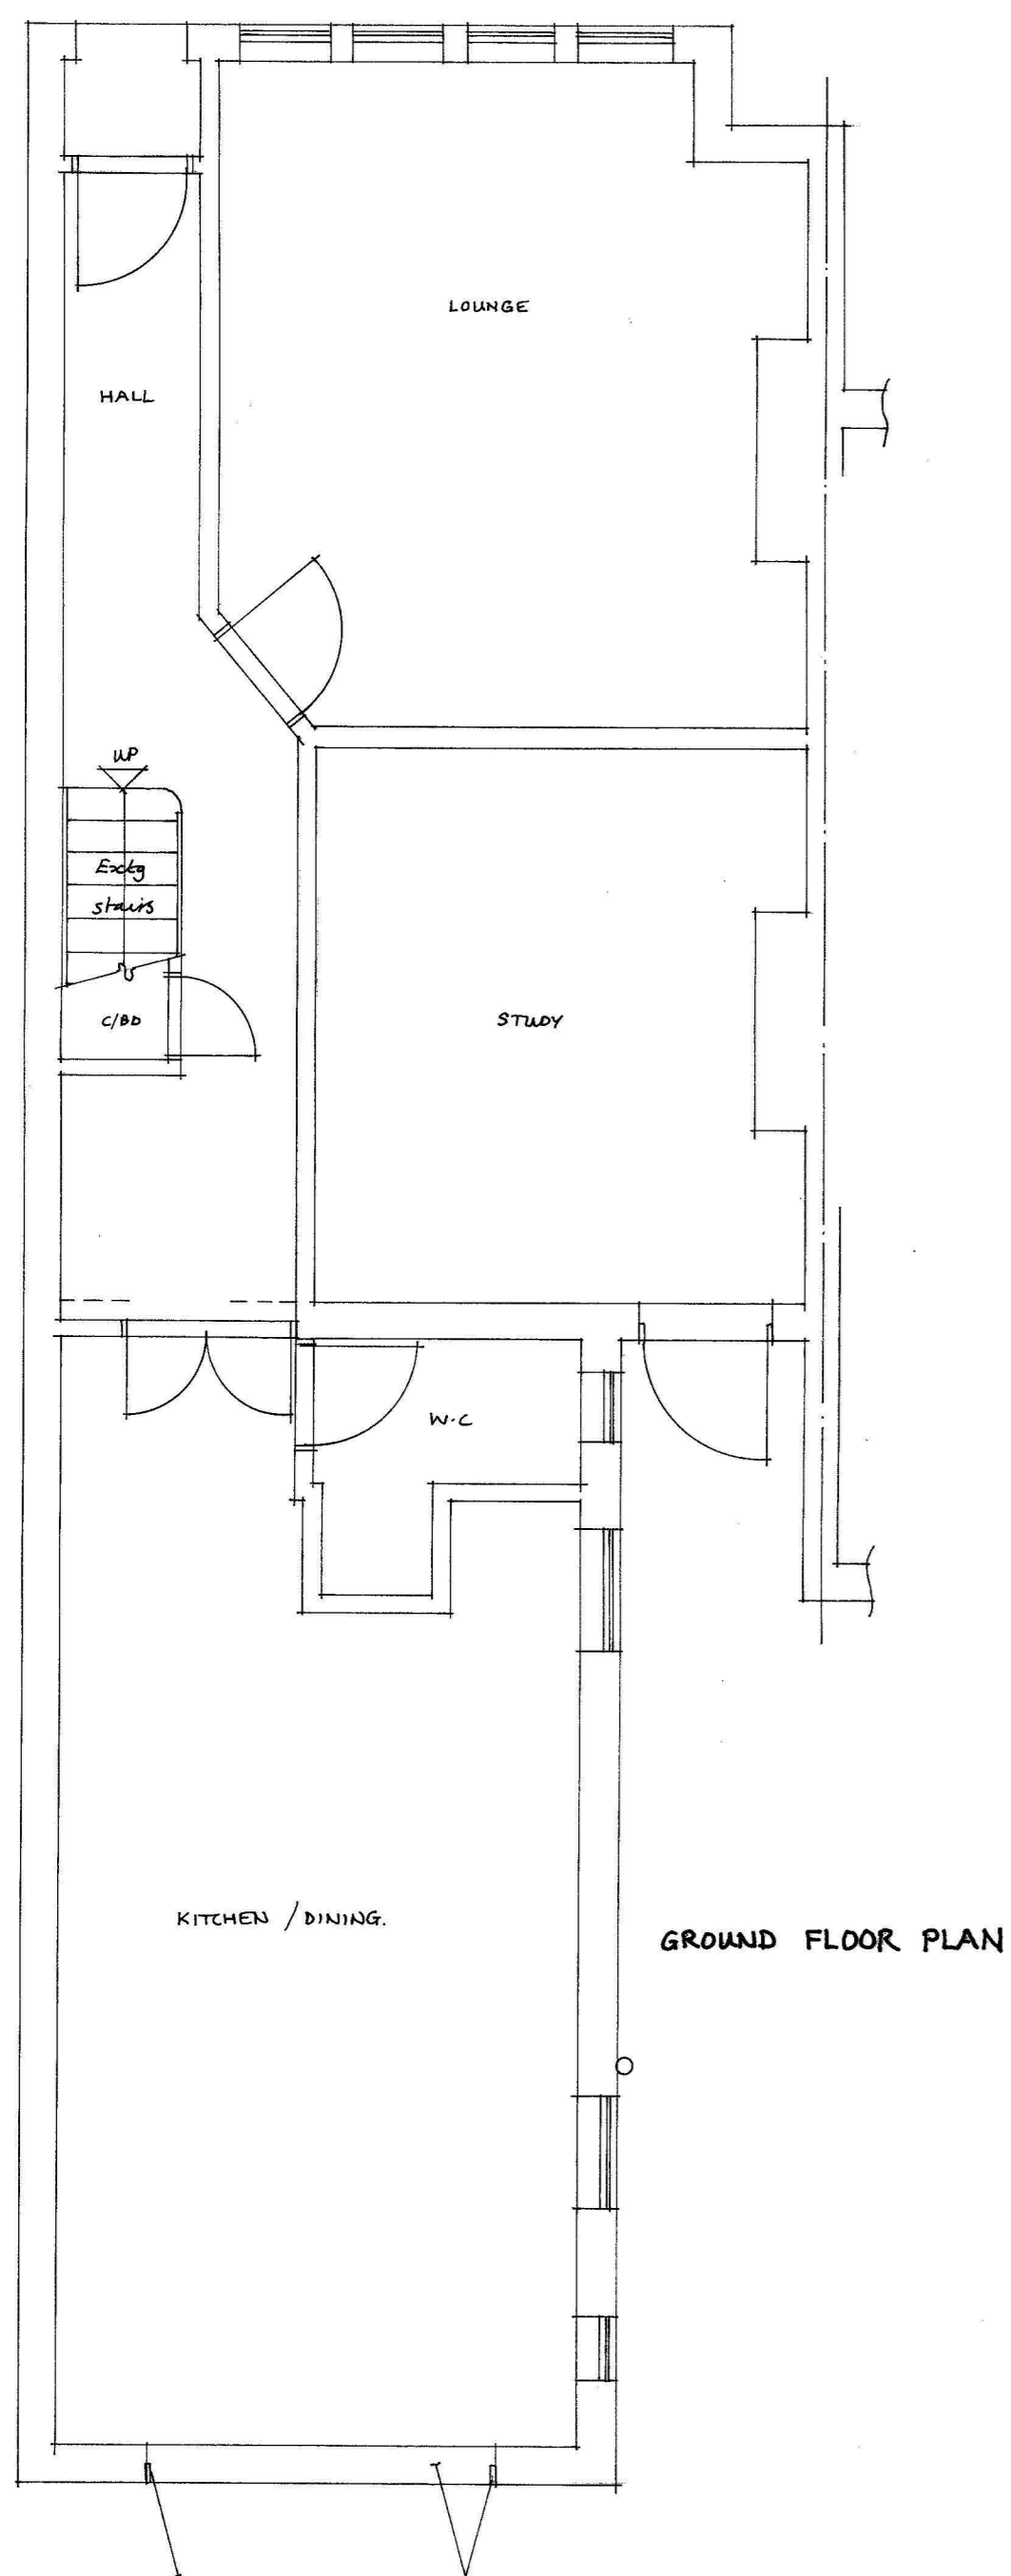 LOUNGE
HALL
UP
Exctg
stairs
C/BD
STUDY
W.C
KITCHEN / DINING.
GROUND FLOOR PLAN